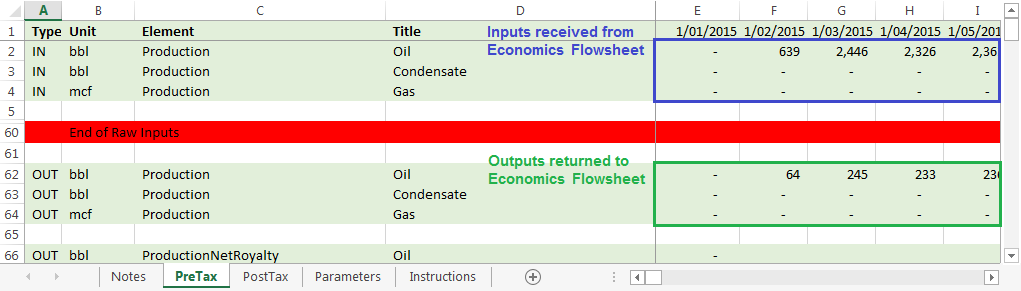 A B C D E F G H I
1 Type Unit Element Title Inputs received from 1/01/2015 1/02/2015 1/03/2015 1/04/2015 1/05/201
2 IN bbl Production Oil Economics Flowsheet - 639 2,446 2,326 2,36
3 IN bbl Production Condensate - - - - -
4 IN mcf Production Gas - - - - -
5
60 End of Raw Inputs
61
Outputs returned to
62 OUT bbl Production Oil Economics Flowsheet - 64 245 233 236
63 OUT bbl Production Condensate - - - - -
64 OUT mcf Production Gas - - - - -
65
66 OUT bbl ProductionNetRoyalty Oil -
Notes PreTax PostTax Parameters Instructions